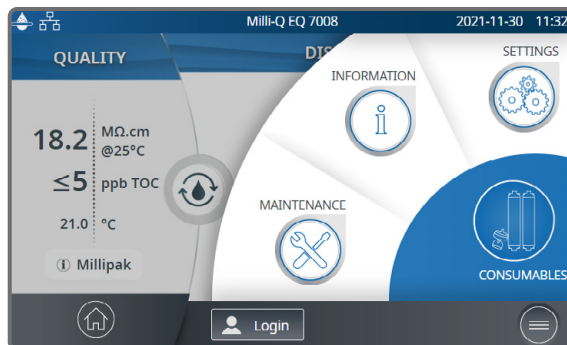 Milli-Q EQ 7008
2021-11-30 11:32
QUALITY
DIS
INFORMATION
SETTINGS
18.2 MΩ.cm
@25°C
≤5 ppb TOC
21.0 °C
MAINTENANCE
Millipak
CONSUMABLES
Login